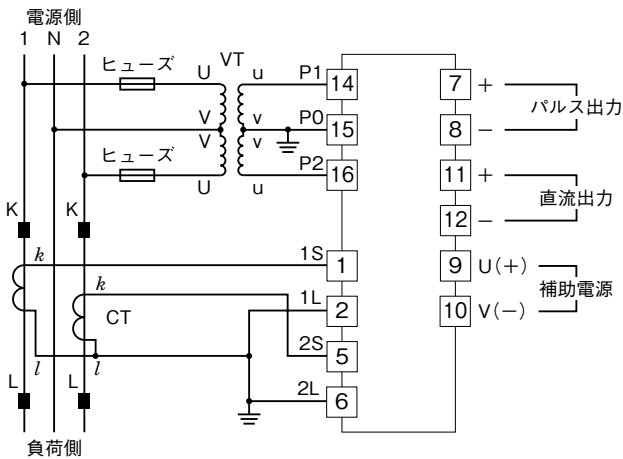 電源側
1 N 2
ヒューズ
U
VT
u
P1
14
7
+
パルス出力
V
v
P0
15
8
−
V
v
ヒューズ
U
u
P2
16
11
+
直流出力
12
−
K
K
k
1S
1
9
U(+)
補助電源
k
1L
2
10
V(−)
CT
2S
5
l
l
L
L
2L
6
負荷側